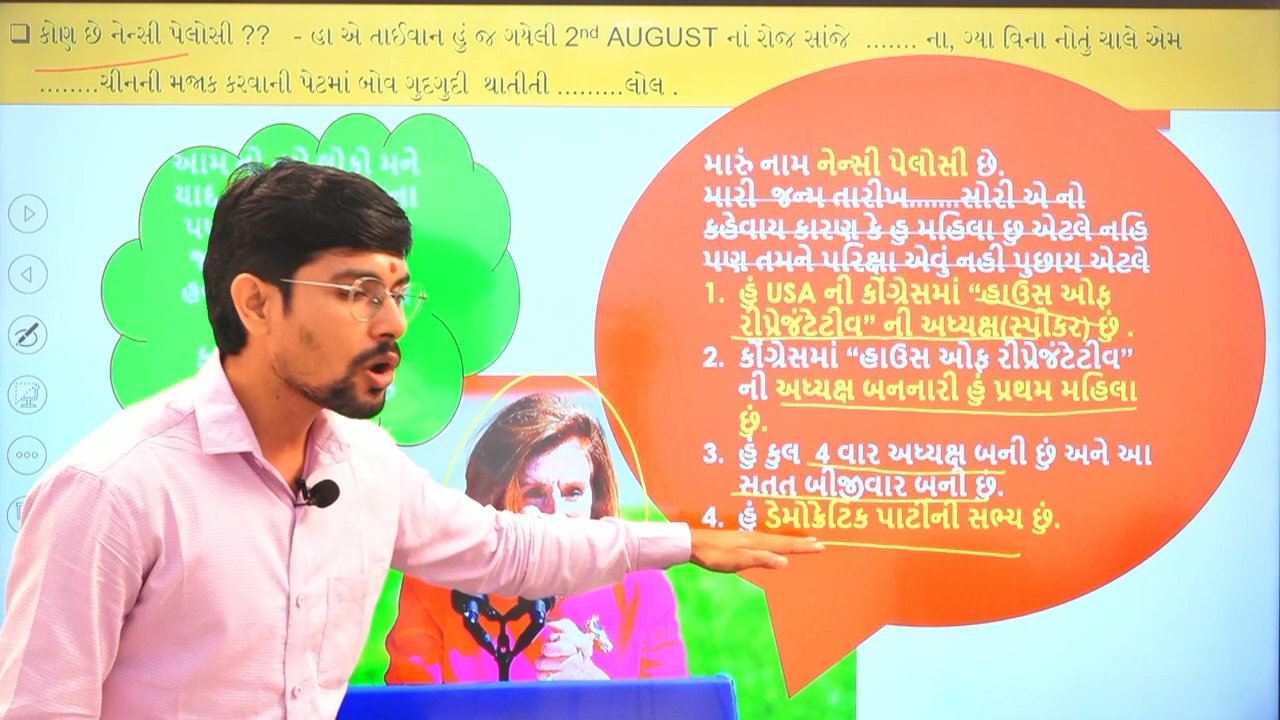 ❑ કોણ છે નેન્સી પેલોસી ?? - હા એ તાઈવાન હું જ ગયેલી 2nd AUGUST નાં રોજ સાંજે ....... ના, ગ્યા વિના નોતું ચાલે એમ
........ચીનની મજાક કરવાની પેટમાં બોવ ગુદગુદી થાતીતી .........લોલ .
આમ લોકો મને
યાદ ના
મારું નામ નેન્સી પેલોસી છે.
મારી જન્મ તારીખ.......સોરી એ નો
કહેવાય કારણ કે હુ મહિલા છુ એટલે નહિ
પણ તમને પરિક્ષા એવું નહી પુછાય એટલે
1. હું USA ની કોંગ્રેસમાં “હાઉસ ઓફ
રીપ્રેજંટેટીવ” ની અધ્યક્ષ(સ્પીકર) છું .
2. કોંગ્રેસમાં “હાઉસ ઓફ રીપ્રેજંટેટીવ”
ની અધ્યક્ષ બનનારી હું પ્રથમ મહિલા
છું.
3. હું કુલ 4 વાર અધ્યક્ષ બની છું અને આ
સતત બીજીવાર બની છું.
4. હું ડેમોક્રેટિક પાર્ટીની સભ્ય છું.